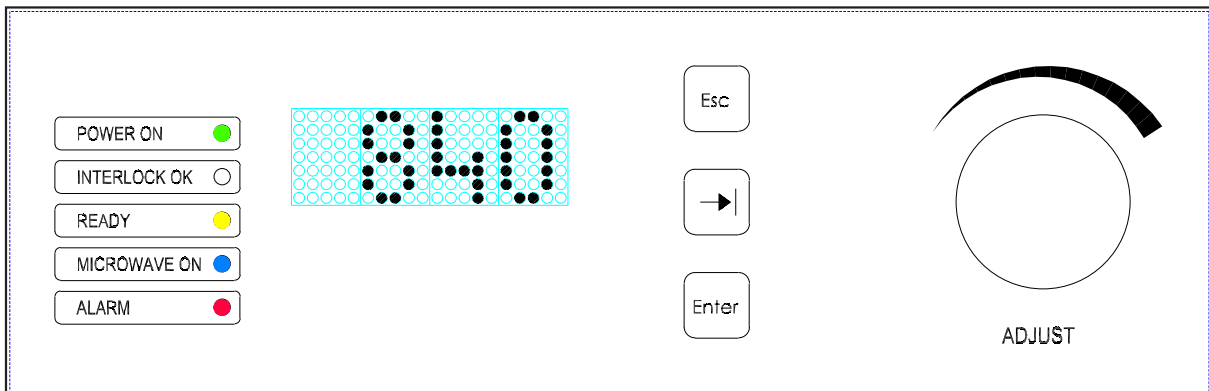 POWER ON
INTERLOCK OK
READY
MICROWAVE ON
ALARM
840
Esc
Enter
ADJUST